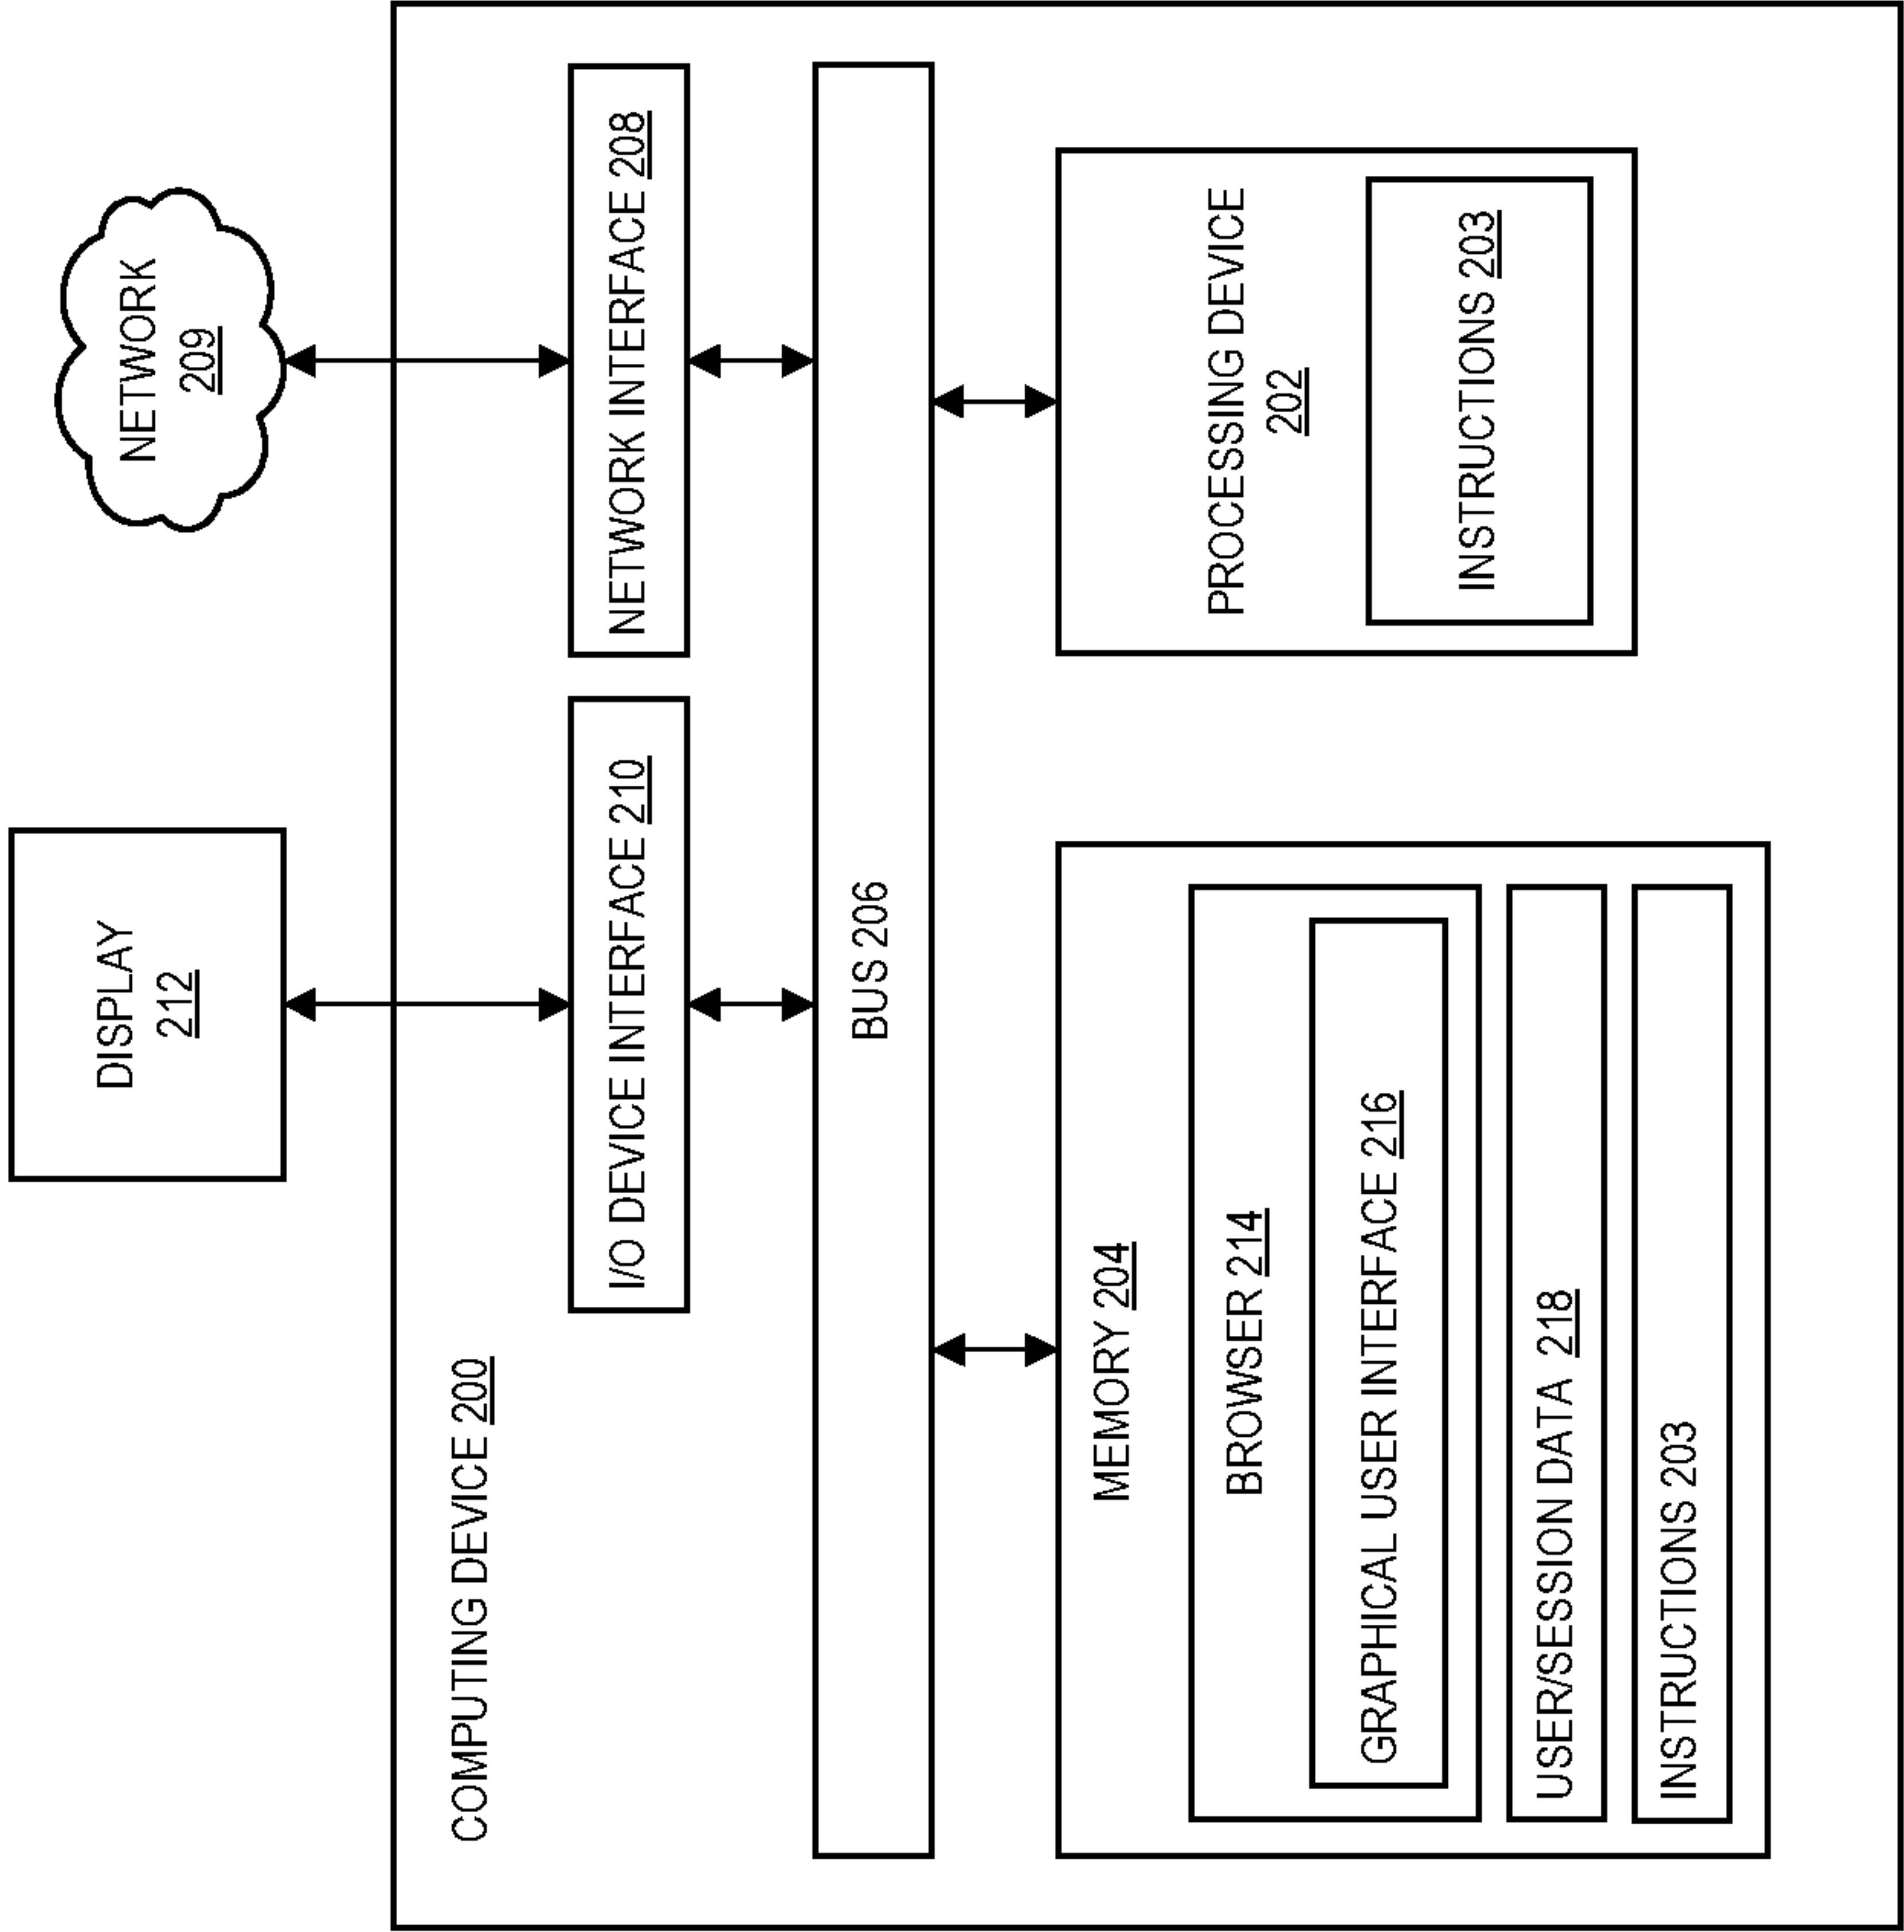 DISPLAY
212
NETWORK
209
COMPUTING DEVICE 200
I/O DEVICE INTERFACE 210
NETWORK INTERFACE 208
BUS 206
MEMORY 204
BROWSER 214
GRAPHICAL USER INTERFACE 216
USER/SESSION DATA 218
INSTRUCTIONS 203
PROCESSING DEVICE
202
INSTRUCTIONS 203